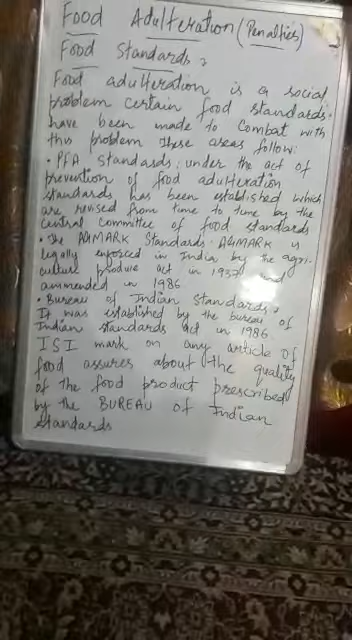 Food Adulteration (Penalties)
Food Standards :
Food adulteration is a social
problem certain food standards
have been made to Combat with
this problem These areas follow:
• PFA Standards: under the act of
prevention of food adulteration
standards has been established which
are revised from time to time by the
central committee of food standards
• The AGMARK Standards: AGMARK is
legally enforced in India by the agri-
culture produce act in 1937 and
ammended in 1986
• Bureau of Indian Standards:
It was established by the bureau of
Indian standards act in 1986
ISI mark on any article of
food assures about the quality
of the food product prescribed
by the BUREAU of Indian
standards